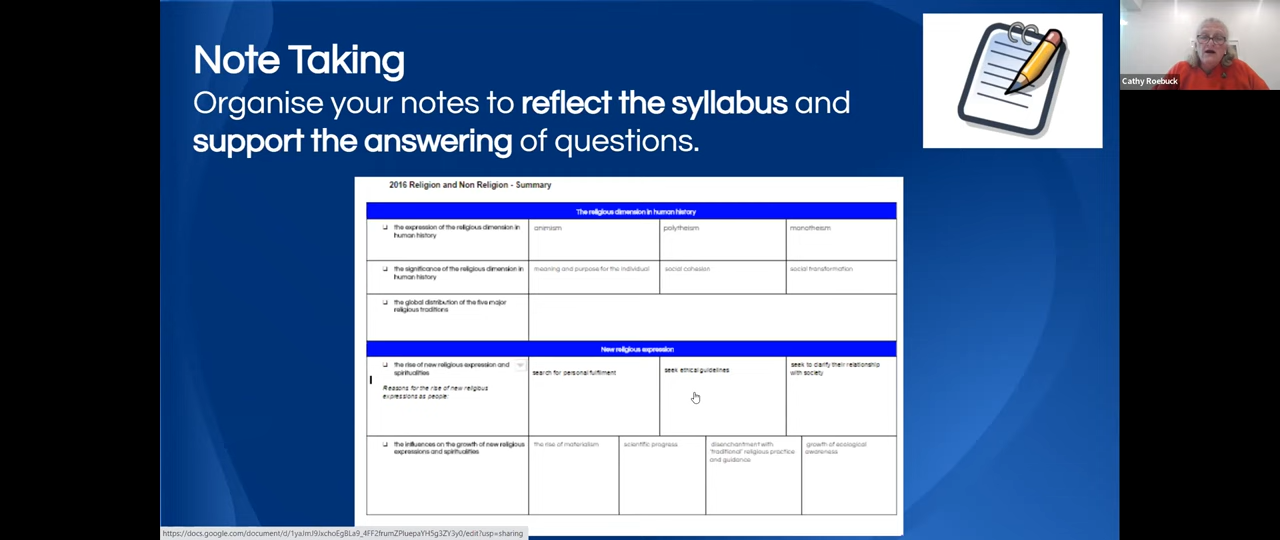 Note Taking
Organise your notes to reflect the syllabus and
support the answering of questions.
Cathy Roebuck
2016 Religion and Non Religion - Summary
The religious dimension in human history
the expression of the religious dimension in
human history
animism
polytheism
monotheism
the significance of the religious dimension in
human history
meaning and purpose for the individual
social cohesion
social transformation
the global distribution of the five major
religious traditions
New religious expression
the rise of new religious expression and
spiritualities
Reasons for the rise of new religious
expressions as people:
search for personal fulfilment
seek ethical guidelines
seek to clarify their relationship
with society
the influences on the growth of new religious
expressions and spiritualities
the rise of materialism
scientific progress
disenchantment with
'traditional' religious practice
and guidance
growth of ecological
awareness